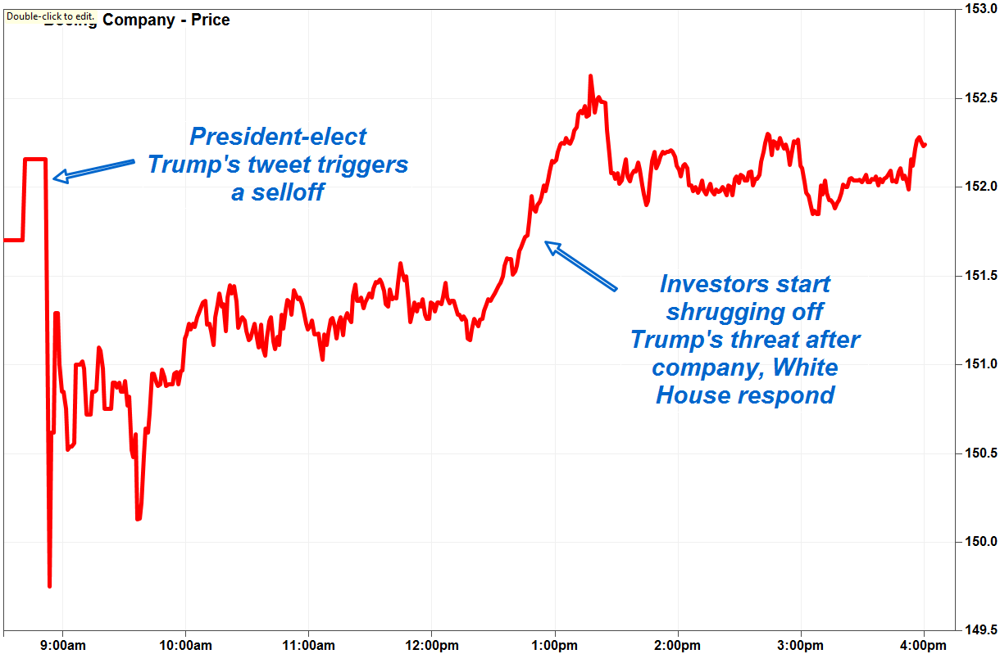 Double-click to edit.
Company - Price
President-elect
Trump's tweet triggers
a selloff
Investors start
shrugging off
Trump's threat after
company, White
House respond
153.0
152.5
152.0
151.5
151.0
150.5
150.0
149.5
9:00am 10:00am 11:00am 12:00pm 1:00pm 2:00pm 3:00pm 4:00pm